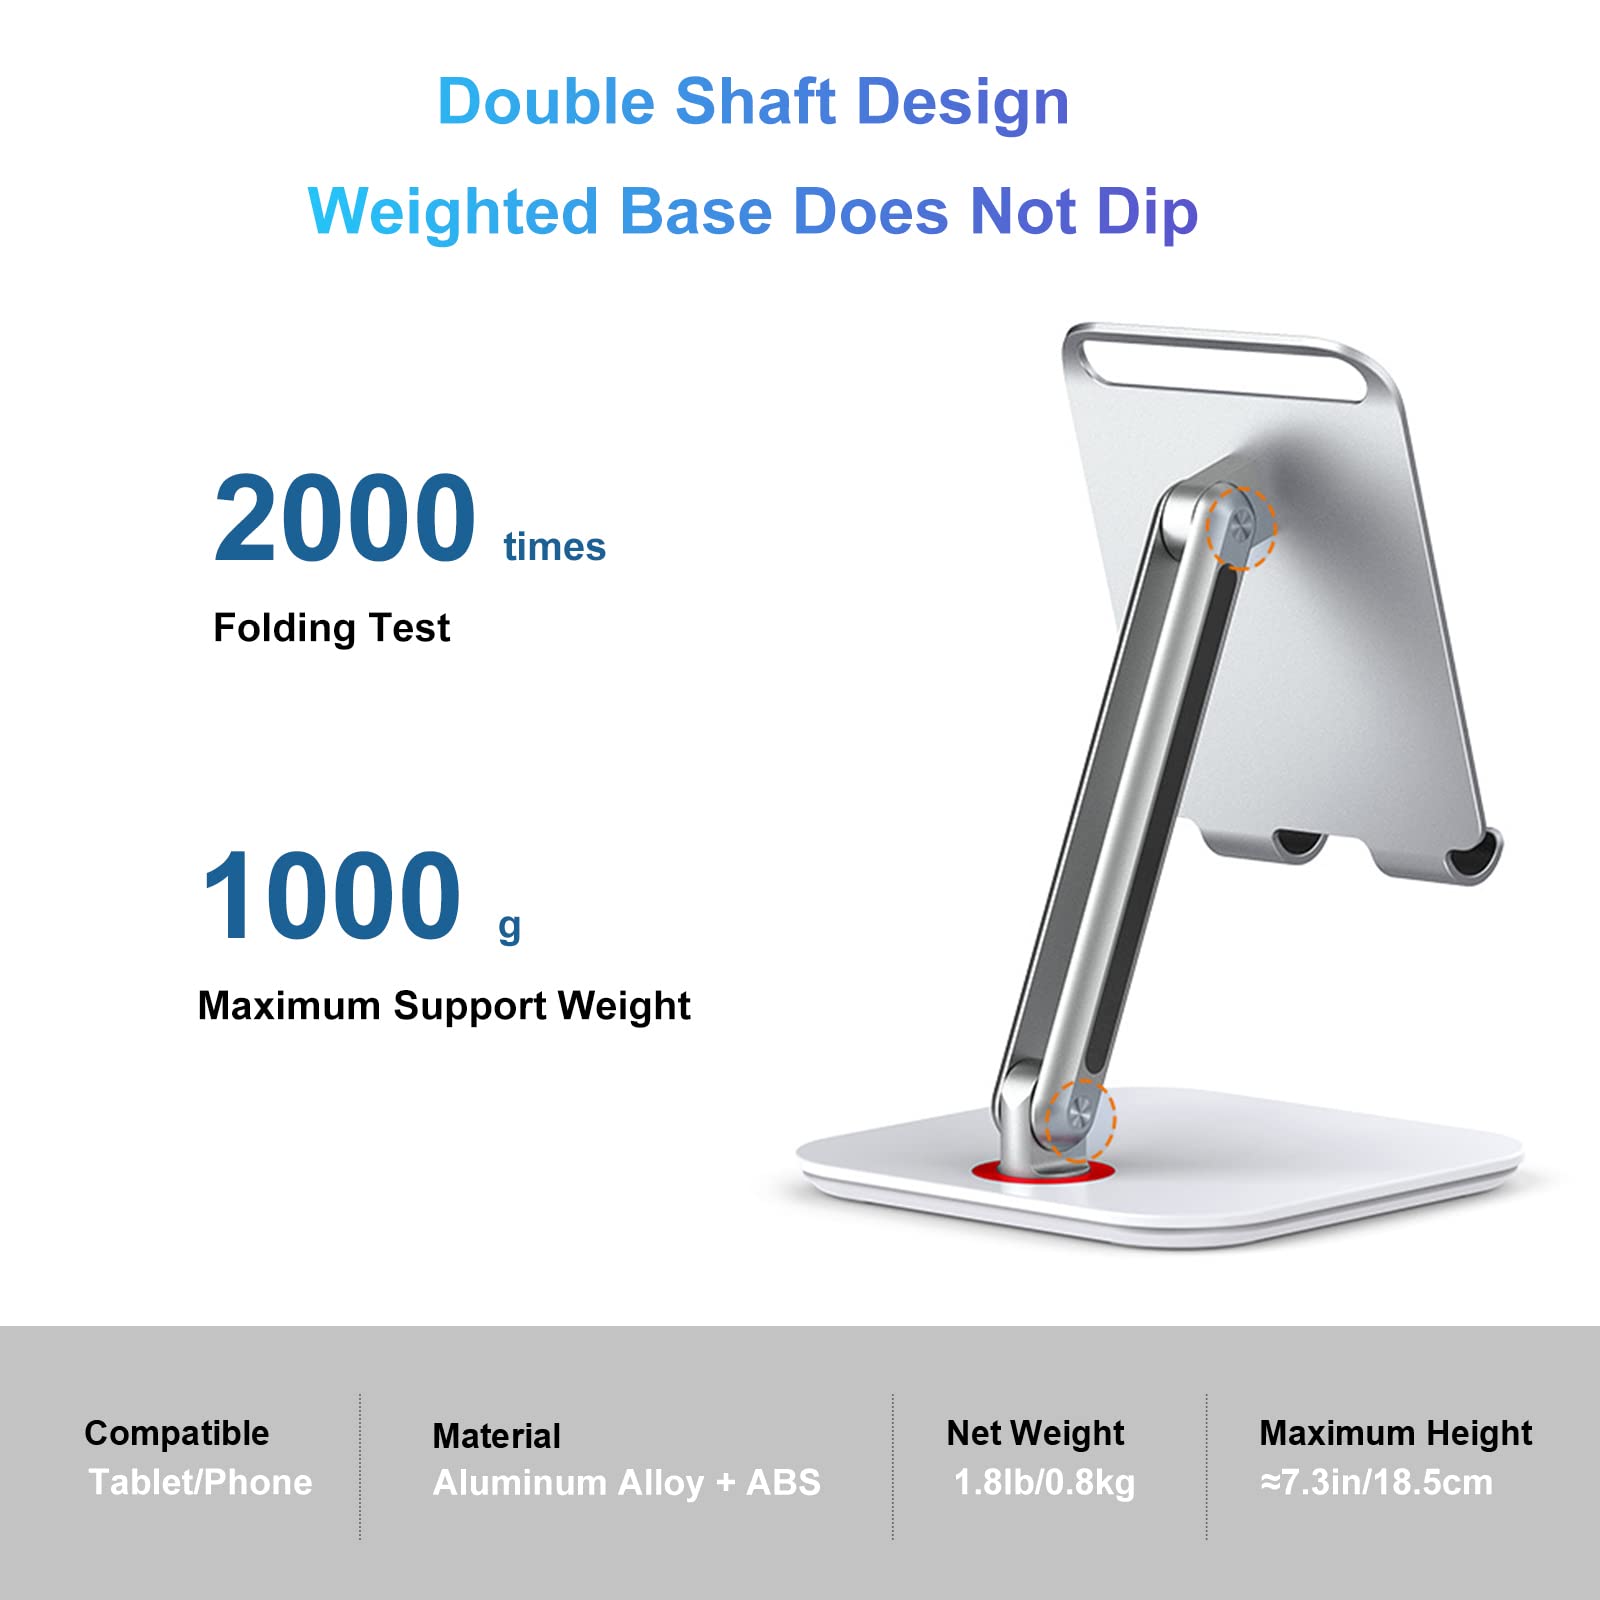 Double Shaft Design
Weighted Base Does Not Dip
2000 times
Folding Test
1000 g
Maximum Support Weight
Compatible
Tablet/Phone
Material
Aluminum Alloy + ABS
Net Weight
1.8lb/0.8kg
Maximum Height
≈7.3in/18.5cm